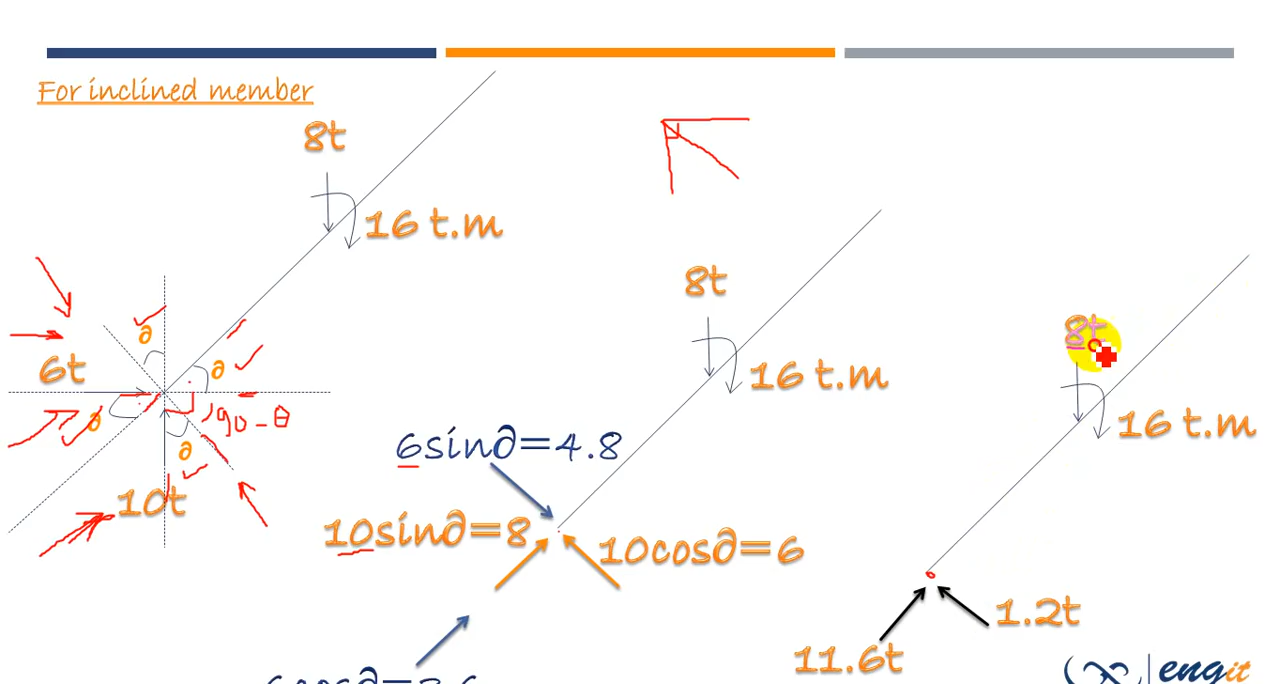 For inclined member
8t
16 t.m
∂
6t
∂
∂
90-θ
∂
10t
8t
16 t.m
6sin∂=4.8
10sin∂=8
10cos∂=6
8t
16 t.m
1.2t
11.6t
engit